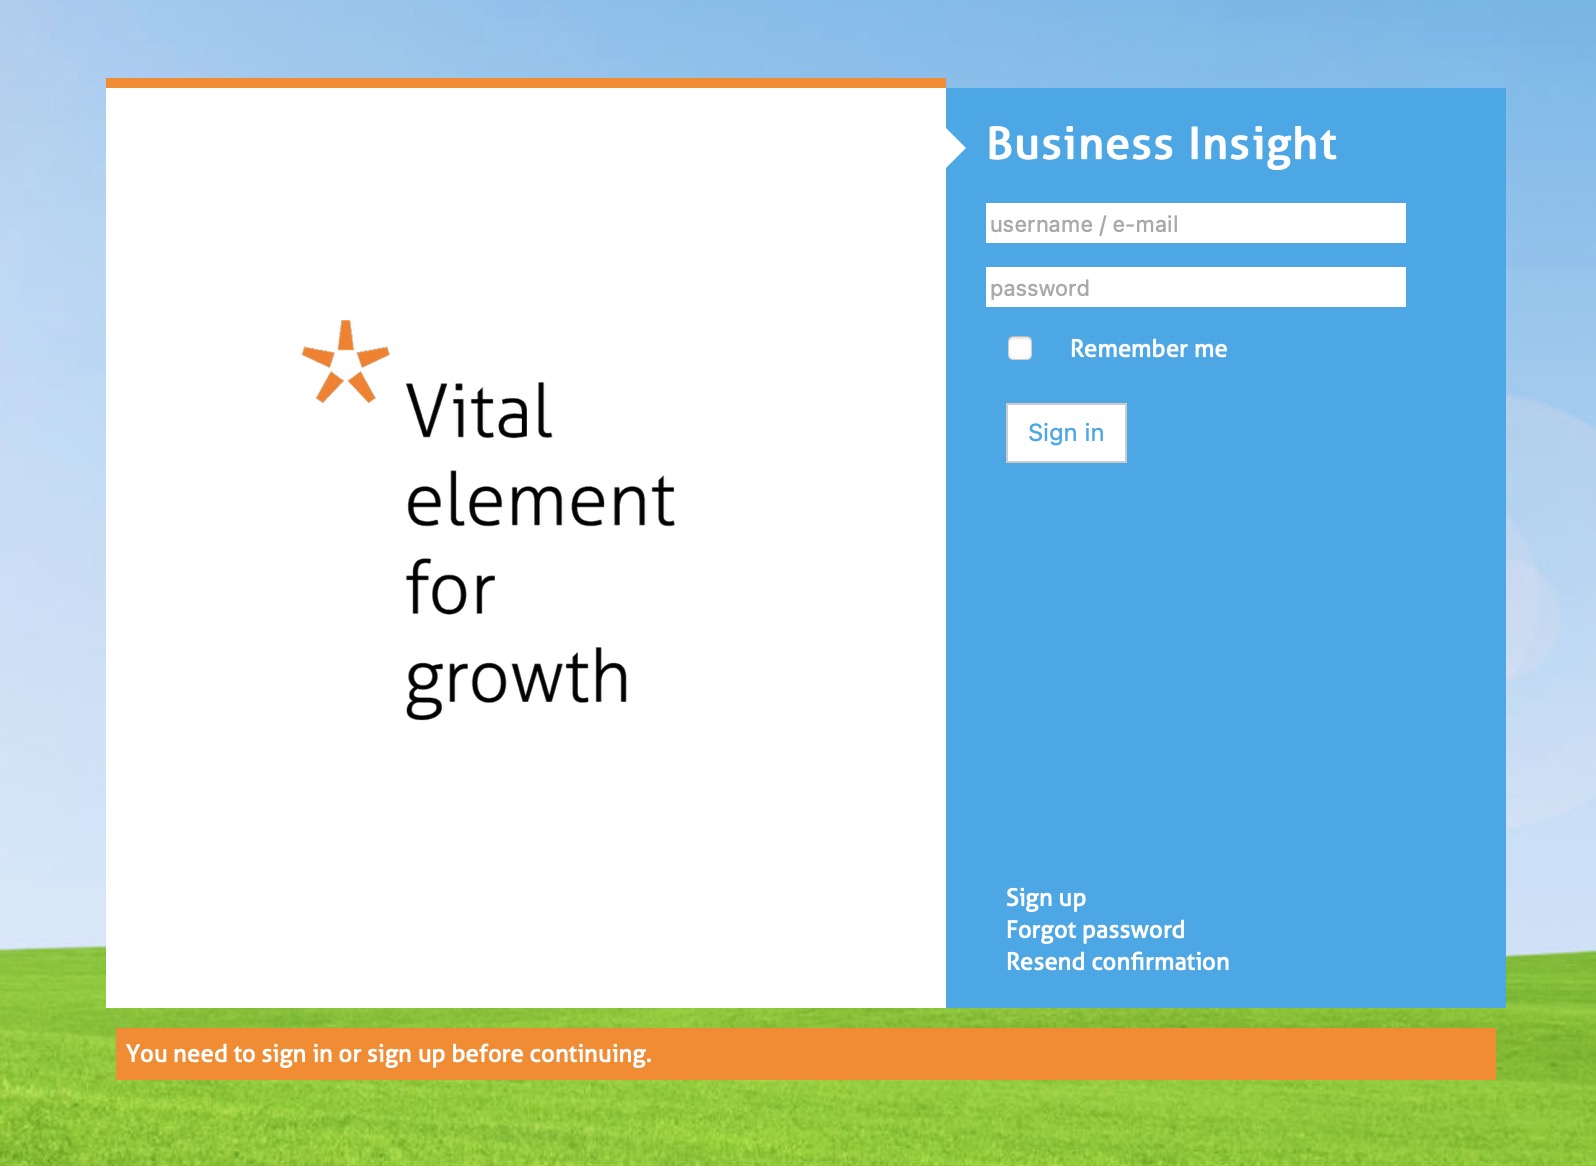 Vital
element
for
growth
Business Insight
username / e-mail
password
Remember me
Sign in
Sign up
Forgot password
Resend confirmation
You need to sign in or sign up before continuing.